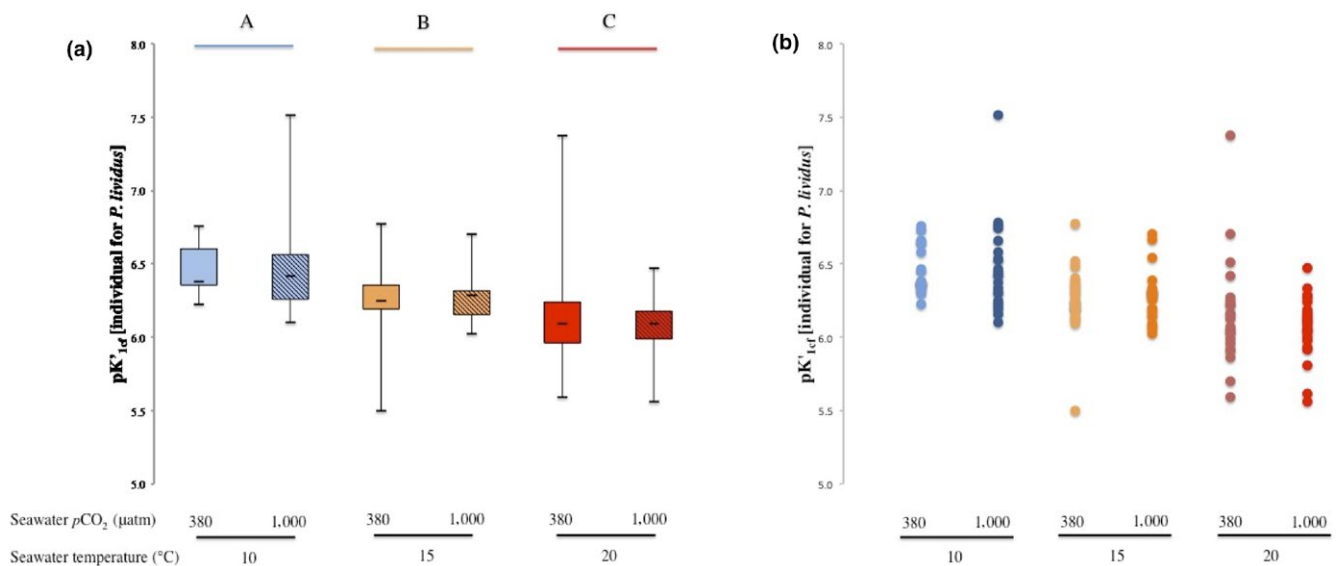 (a)
A B C
8.0
7.5
7.0
6.5
6.0
5.5
5.0
pK'1cf [individual for P. lividus]
380 1.000 380 1.000 380 1.000
Seawater pCO2 (µatm)
10 15 20
Seawater temperature (°C)
(b)
8.0
7.5
7.0
6.5
6.0
5.5
5.0
pK'1cf [individual for P. lividus]
380 1.000 380 1.000 380 1.000
10 15 20